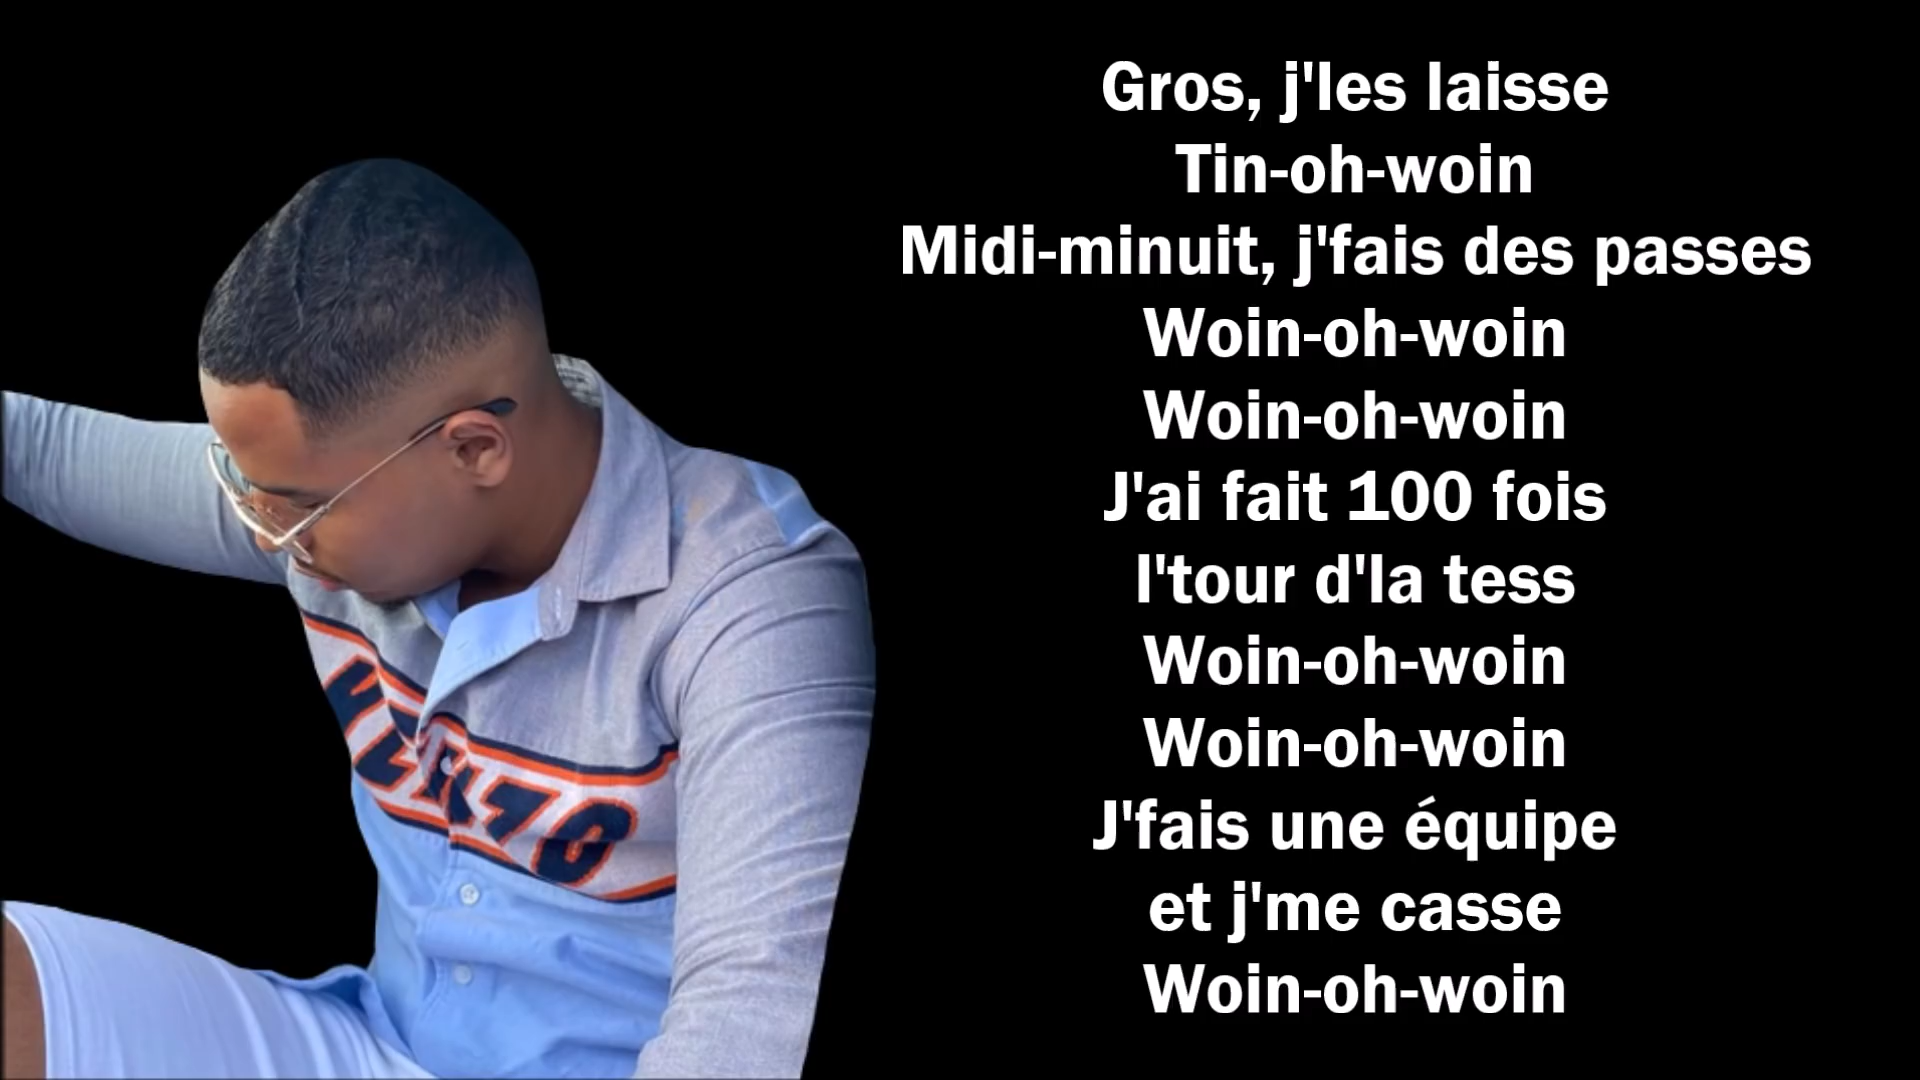 Gros, j'les laisse
Tin-oh-woin
Midi-minuit, j'fais des passes
Woin-oh-woin
Woin-oh-woin
J'ai fait 100 fois
l'tour d'la tess
Woin-oh-woin
Woin-oh-woin
J'fais une équipe
et j'me casse
Woin-oh-woin
KENZO